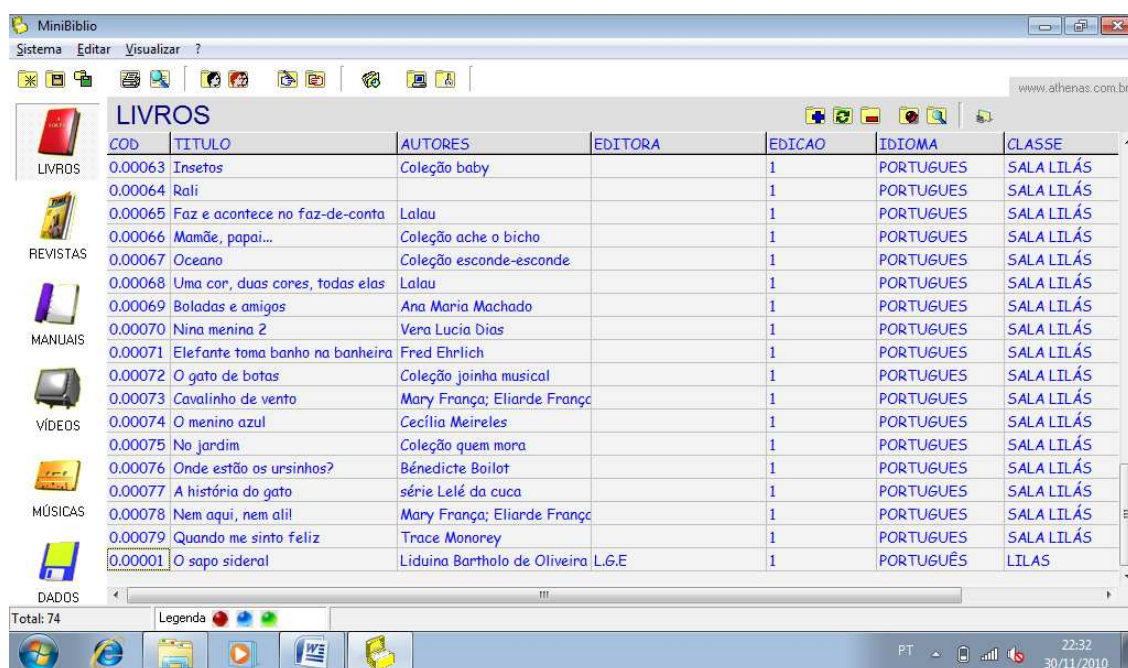 MiniBiblio
Sistema Editar Visualizar ?
www.athenas.com.br
LIVROS
COD TITULO AUTORES EDITORA EDICAO IDIOMA CLASSE
0.00063 Insetos Coleção baby 1 PORTUGUES SALA LILÁS
0.00064 Rali 1 PORTUGUES SALA LILÁS
0.00065 Faz e acontece no faz-de-conta Lalau 1 PORTUGUES SALA LILÁS
0.00066 Mamãe, papai... Coleção ache o bicho 1 PORTUGUES SALA LILÁS
0.00067 Oceano Coleção esconde-esconde 1 PORTUGUES SALA LILÁS
0.00068 Uma cor, duas cores, todas elas Lalau 1 PORTUGUES SALA LILÁS
0.00069 Boladas e amigos Ana Maria Machado 1 PORTUGUES SALA LILÁS
0.00070 Nina menina 2 Vera Lucia Dias 1 PORTUGUES SALA LILÁS
0.00071 Elefante toma banho na banheira Fred Ehrlich 1 PORTUGUES SALA LILÁS
0.00072 O gato de botas Coleção joinha musical 1 PORTUGUES SALA LILÁS
0.00073 Cavalinho de vento Mary França; Eliarde Franç 1 PORTUGUES SALA LILÁS
0.00074 O menino azul Cecília Meireles 1 PORTUGUES SALA LILÁS
0.00075 No jardim Coleção quem mora 1 PORTUGUES SALA LILÁS
0.00076 Onde estão os ursinhos? Bénedicte Boilot 1 PORTUGUES SALA LILÁS
0.00077 A história do gato série Lelé da cuca 1 PORTUGUES SALA LILÁS
0.00078 Nem aqui, nem ali! Mary França; Eliarde Franç 1 PORTUGUES SALA LILÁS
0.00079 Quando me sinto feliz Trace Monorey 1 PORTUGUES SALA LILÁS
0.00001 O sapo sideral Liduina Bartholo de Oliveira L.G.E 1 PORTUGUÊS LILAS
LIVROS
REVISTAS
MANUAIS
VÍDEOS
MÚSICAS
DADOS
Total: 74 Legenda
PT 22:32
30/11/2010